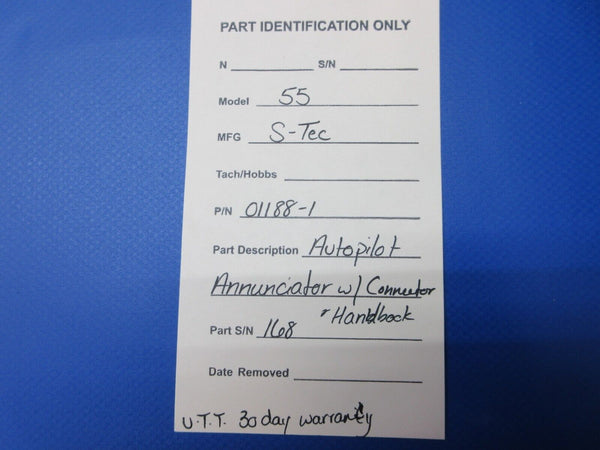 PART IDENTIFICATION ONLY
N S/N
Model 55
MFG S-Tec
Tach/Hobbs
P/N 01188-1
Part Description Autopilot
Annunciator w/ Connector
" Handbook
Part S/N 168
Date Removed
U.T.T. 30 day warranty